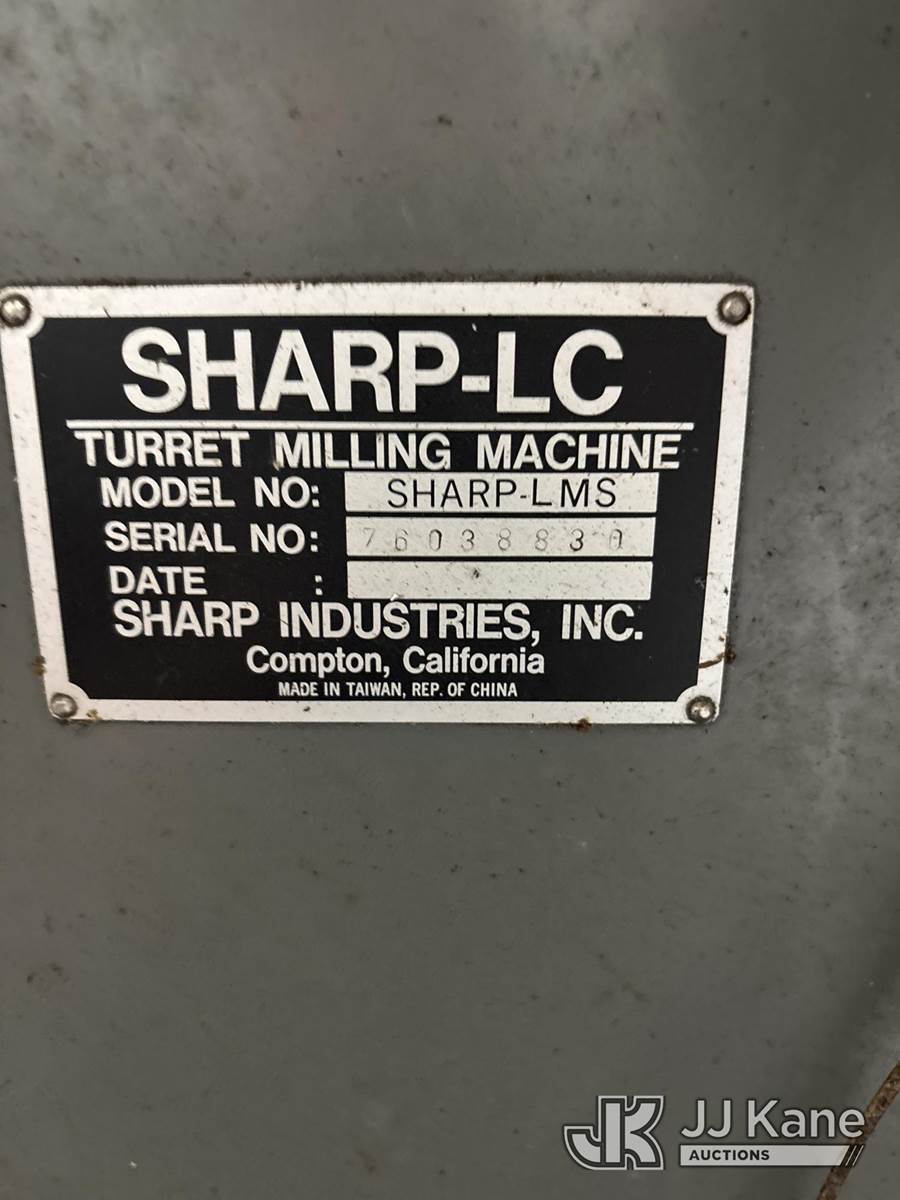 SHARP-LC
TURRET MILLING MACHINE
MODEL NO: SHARP-LMS
SERIAL NO: 76038830
DATE :
SHARP INDUSTRIES, INC.
Compton, California
MADE IN TAIWAN, REP. OF CHINA
JK JJ Kane
AUCTIONS